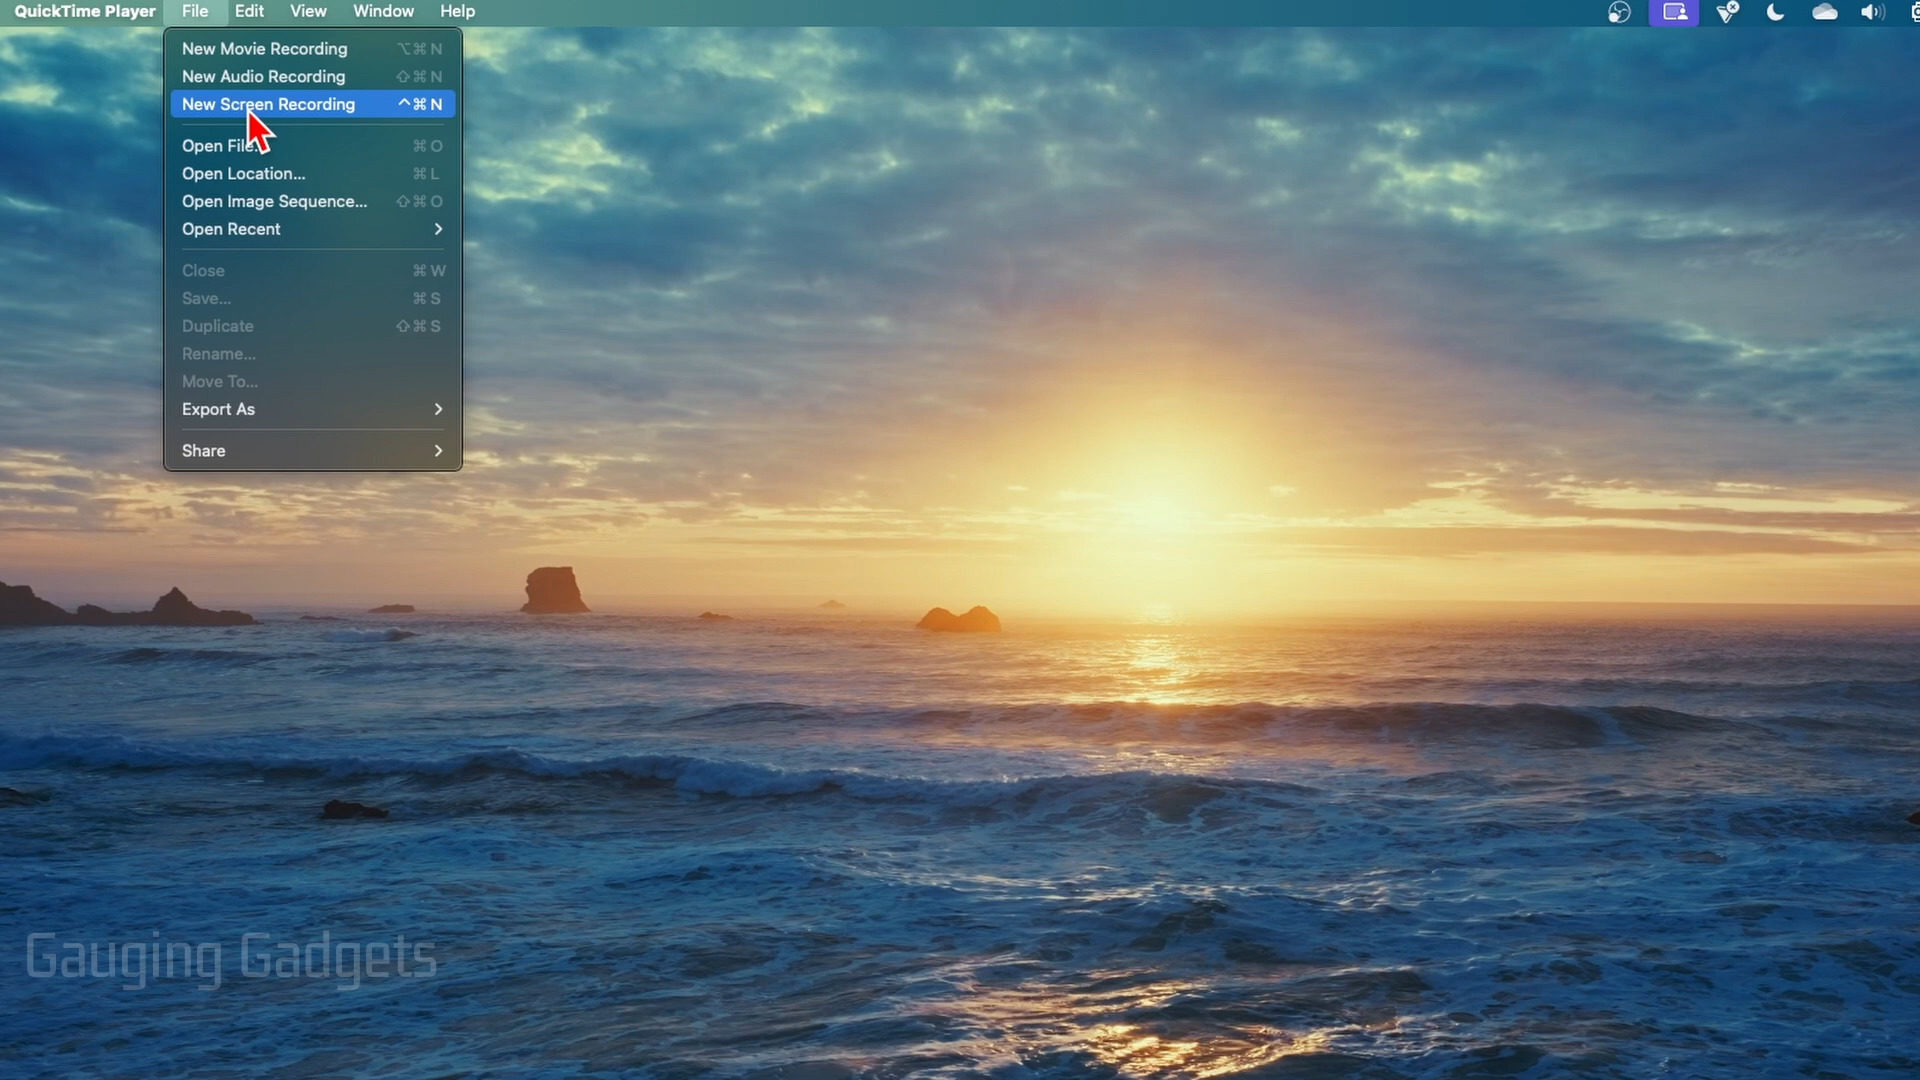 QuickTime Player File Edit View Window Help
New Movie Recording ⌥⌘N
New Audio Recording ⇧⌘N
New Screen Recording ^⌘N
Open File... ⌘O
Open Location... ⌘L
Open Image Sequence... ⇧⌘O
Open Recent >
Close ⌘W
Save... ⌘S
Duplicate ⇧⌘S
Rename...
Move To...
Export As >
Share >
Gauging Gadgets